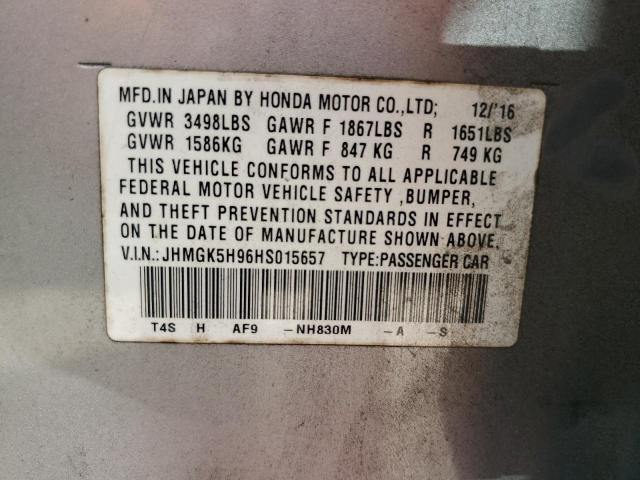 MFD.IN JAPAN BY HONDA MOTOR CO.,LTD; 12/'16
GVWR 3498LBS GAWR F 1867LBS R 1651LBS
GVWR 1586KG GAWR F 847 KG R 749 KG
THIS VEHICLE CONFORMS TO ALL APPLICABLE
FEDERAL MOTOR VEHICLE SAFETY ,BUMPER,
AND THEFT PREVENTION STANDARDS IN EFFECT
ON THE DATE OF MANUFACTURE SHOWN ABOVE.
V.I.N.:JHMGK5H96HS015657 TYPE:PASSENGER CAR
T4S H AF9 -NH830M -A -S